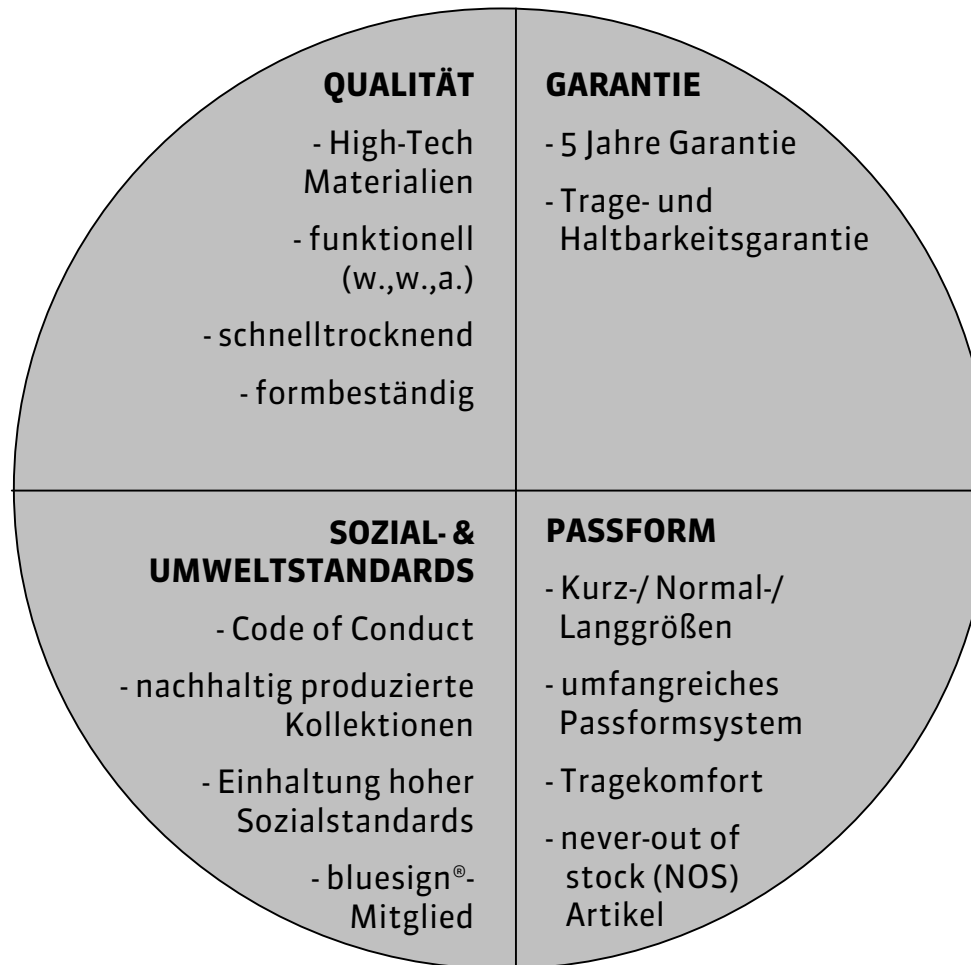 QUALITÄT
- High-Tech
Materialien
- funktionell
(w.,w.,a.)
- schnelltrocknend
- formbeständig
GARANTIE
- 5 Jahre Garantie
- Trage- und
Haltbarkeitsgarantie
SOZIAL- &
UMWELTSTANDARDS
- Code of Conduct
- nachhaltig produzierte
Kollektionen
- Einhaltung hoher
Sozialstandards
- bluesign®-
Mitglied
PASSFORM
- Kurz-/ Normal-/
Langgrößen
- umfangreiches
Passformsystem
- Tragekomfort
- never-out of
stock (NOS)
Artikel